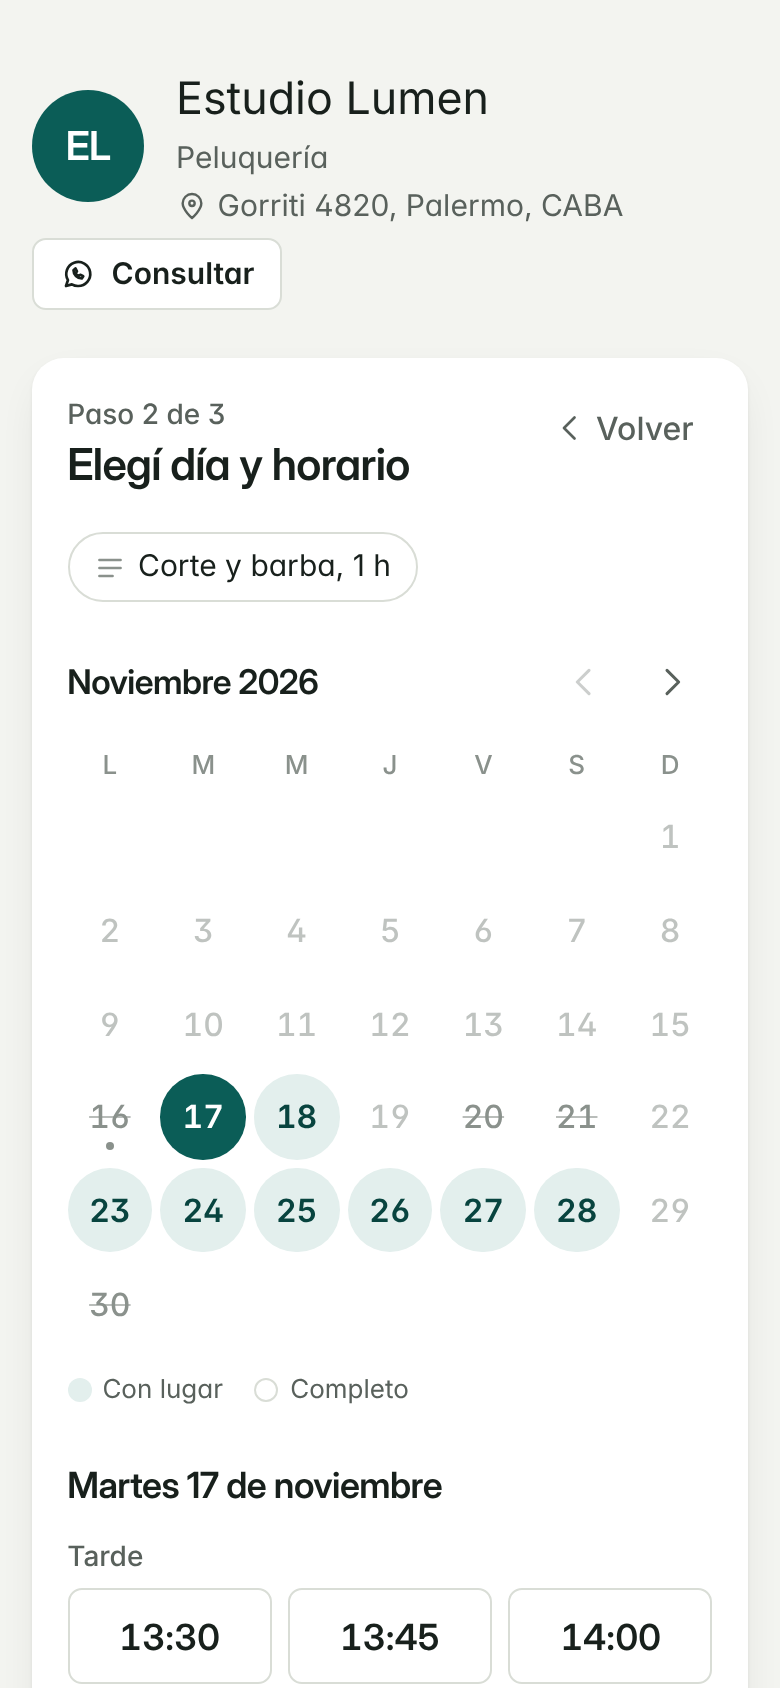 EL
Estudio Lumen
Peluquería
Gorriti 4820, Palermo, CABA
Consultar
Paso 2 de 3
Volver
Elegí día y horario
Corte y barba, 1 h
Noviembre 2026
L M M J V S D
1
2 3 4 5 6 7 8
9 10 11 12 13 14 15
16 17 18 19 20 21 22
23 24 25 26 27 28 29
30
Con lugar Completo
Martes 17 de noviembre
Tarde
13:30 13:45 14:00